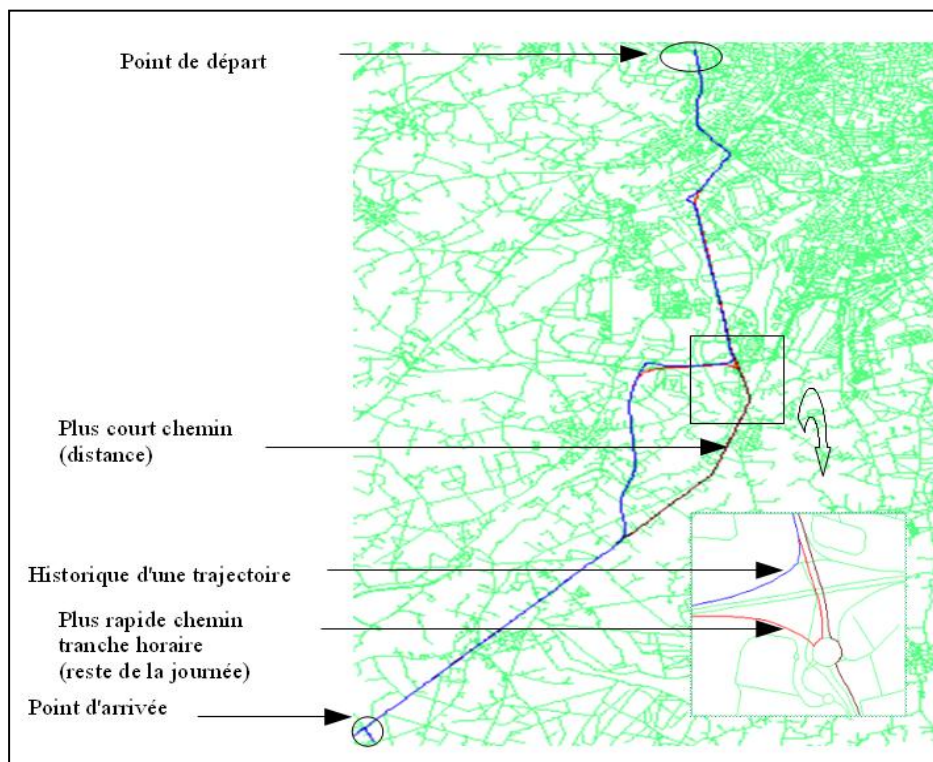 Point de départ
Plus court chemin
(distance)
Historique d'une trajectoire
Plus rapide chemin
tranche horaire
(reste de la journée)
Point d'arrivée